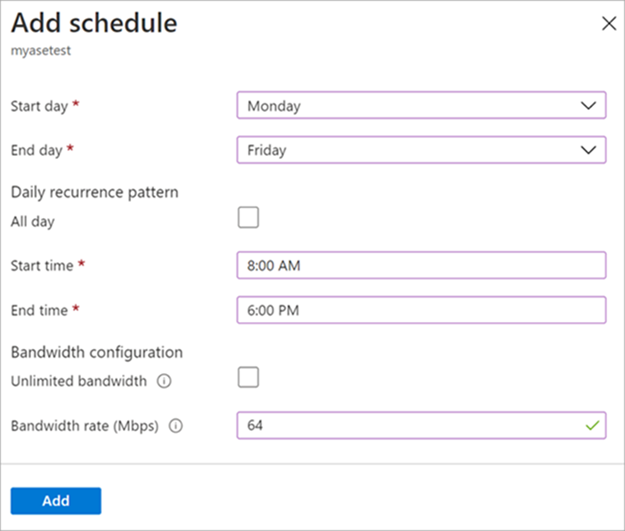 Add schedule
myasetest
Start day *
Monday
End day *
Friday
Daily recurrence pattern
All day
Start time *
8:00 AM
End time *
6:00 PM
Bandwidth configuration
Unlimited bandwidth
Bandwidth rate (Mbps)
64
Add